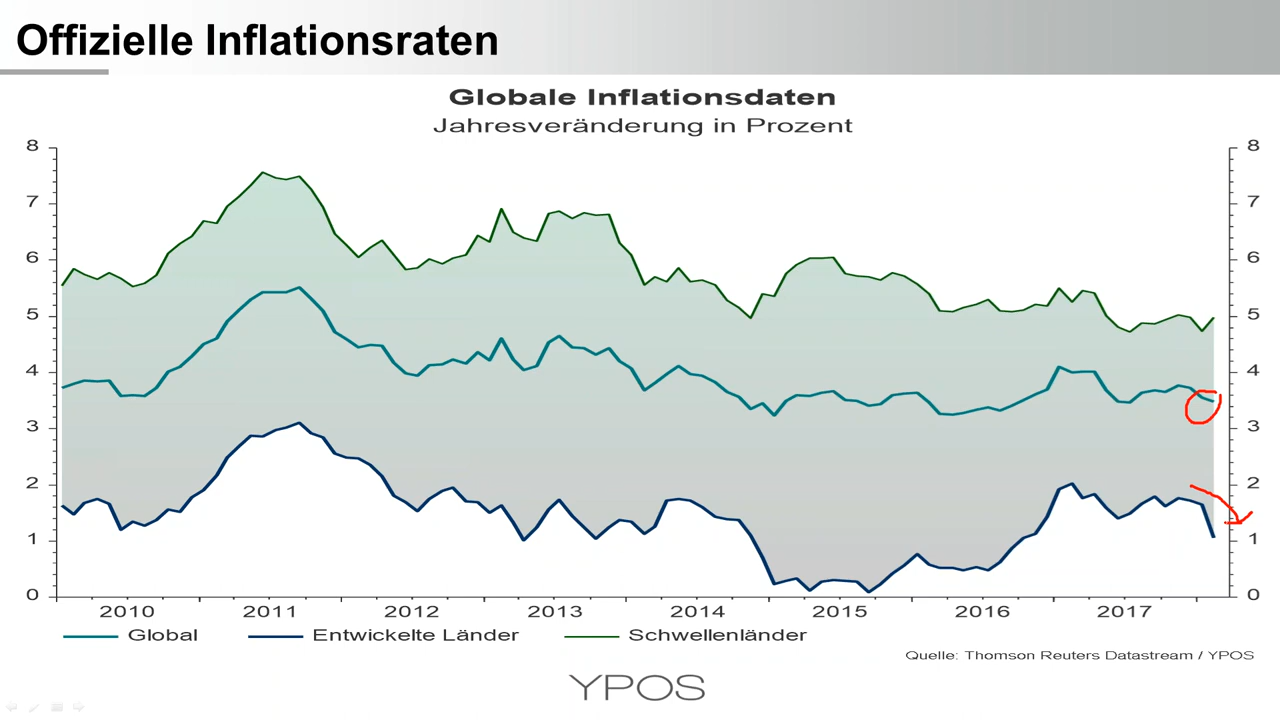 Offizielle Inflationsraten
Globale Inflationsdaten
Jahresveränderung in Prozent
8 8
7 7
6 6
5 5
4 4
3 3
2 2
1 1
0 0
2010 2011 2012 2013 2014 2015 2016 2017
Global Entwickelte Länder Schwellenländer
Quelle: Thomson Reuters Datastream / YPOS
YPOS